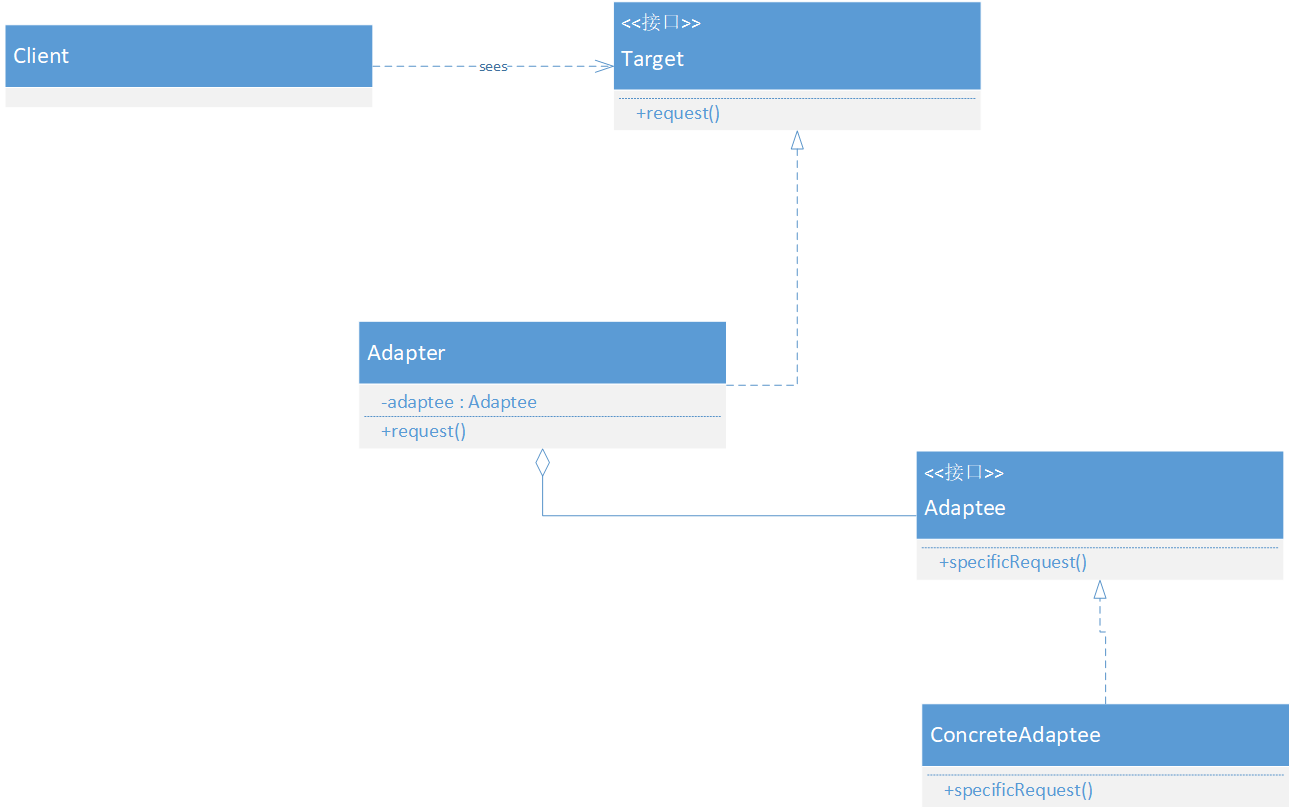 Client
sees
<<接口>>
Target
+request()
Adapter
-adaptee : Adaptee
+request()
<<接口>>
Adaptee
+specificRequest()
ConcreteAdaptee
+specificRequest()